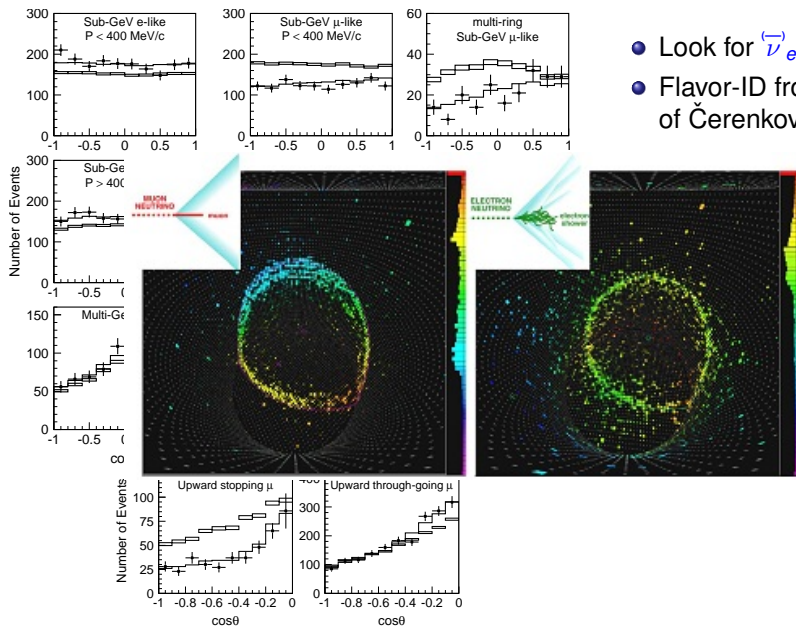 Sub-GeV e-like
P < 400 MeV/c
300
200
100
0
-1 -0.5 0 0.5 1
Sub-GeV μ-like
P < 400 MeV/c
300
200
100
0
-1 -0.5 0 0.5 1
multi-ring
Sub-GeV μ-like
60
40
20
0
-1 -0.5 0 0.5 1
Look for (ν̅)e
Flavor-ID
of Čerenkov
Number of Events
300
200
100
0
-1 -0.5
P > 400
MUON
NEUTRINO
muon
ELECTRON
NEUTRINO
electron
shower
150
100
50
0
-1 -0.5
Upward stopping μ
Number of Events
100
75
50
25
0
-1 -0.8 -0.6 -0.4 -0.2 0
cosθ
Upward through-going μ
400
300
200
100
0
-1 -0.8 -0.6 -0.4 -0.2 0
cosθ